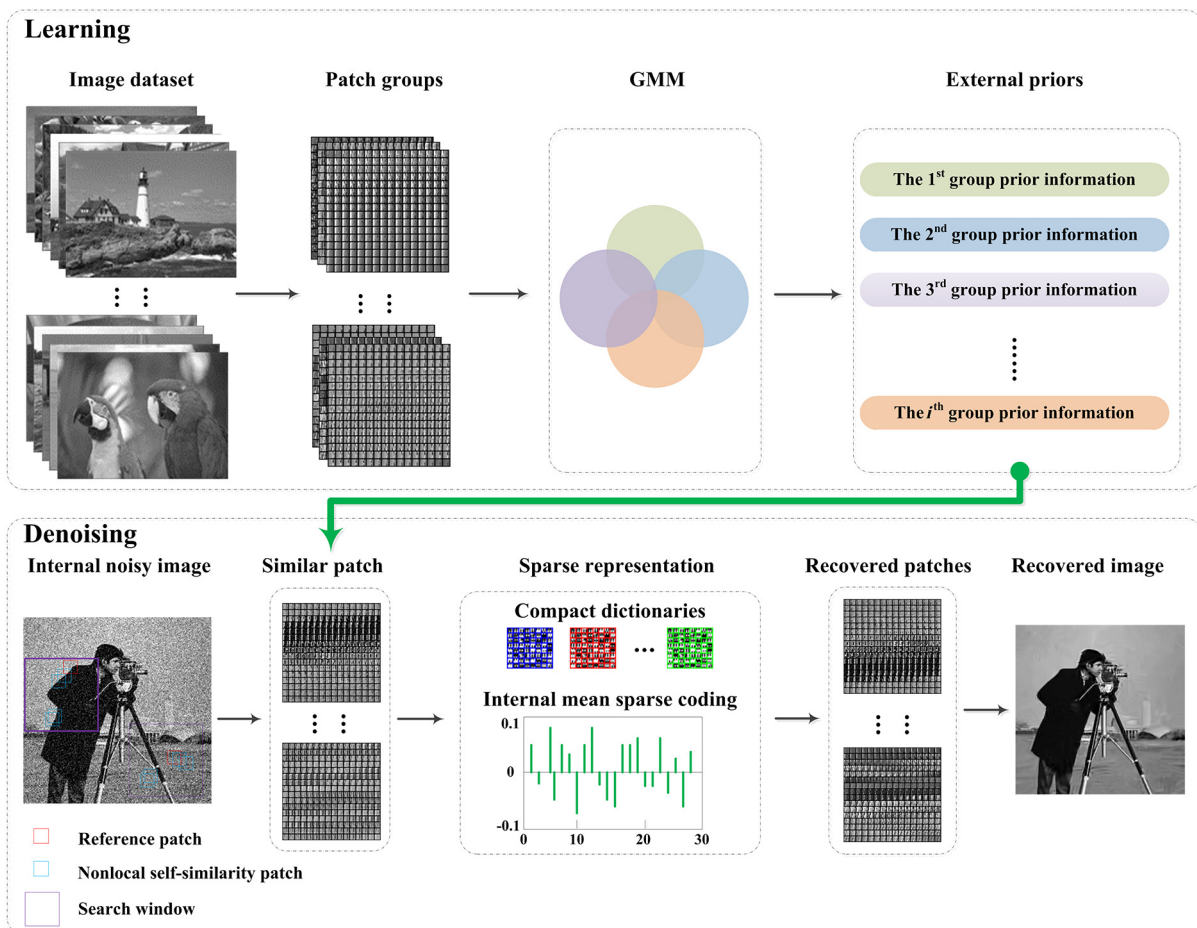 Learning
Image dataset
Patch groups
GMM
External priors
The 1st group prior information
The 2nd group prior information
The 3rd group prior information
The ith group prior information
Denoising
Internal noisy image
Similar patch
Sparse representation
Recovered patches
Recovered image
Compact dictionaries
Internal mean sparse coding
0.1
0
-0.1
0
10
20
30
Reference patch
Nonlocal self-similarity patch
Search window